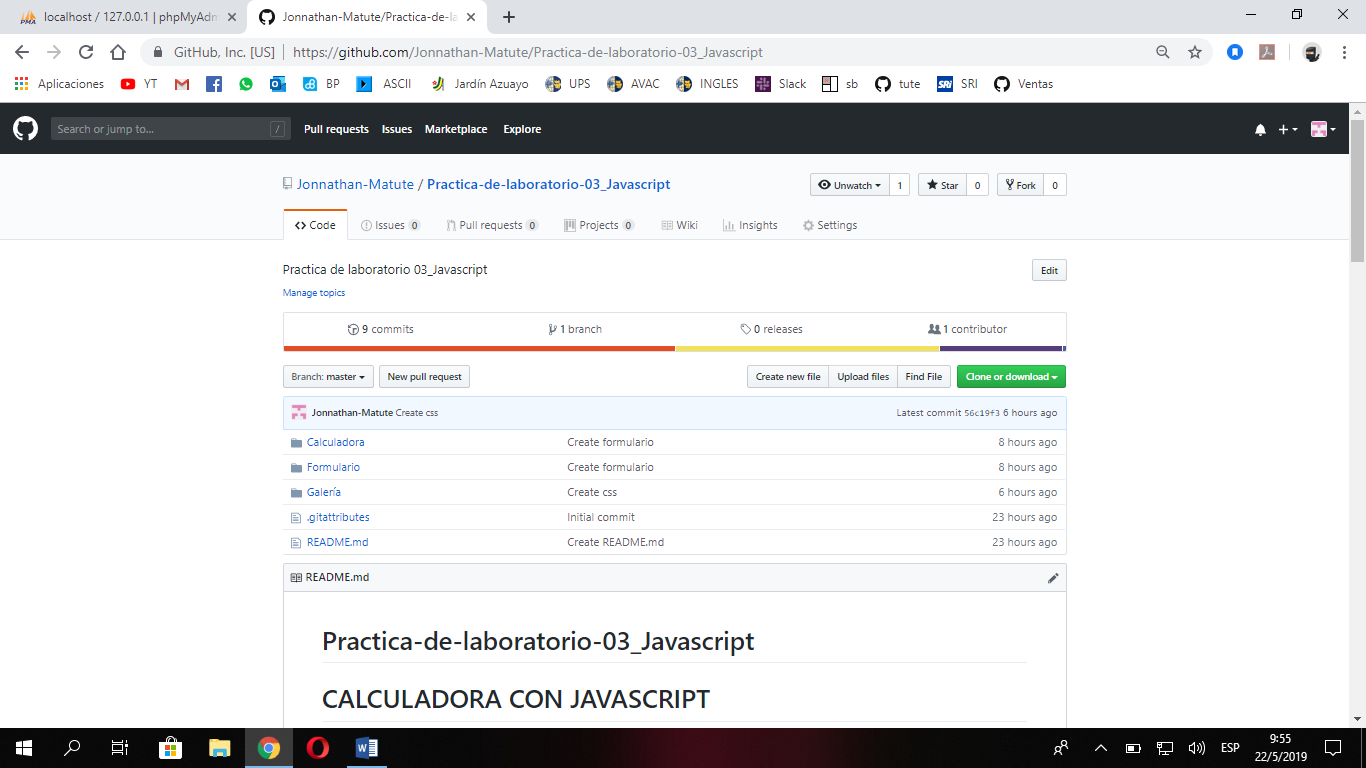 localhost / 127.0.0.1 | phpMyAdm
Jonnathan-Matute/Practica-de-la
GitHub, Inc. [US] | https://github.com/Jonnathan-Matute/Practica-de-laboratorio-03_Javascript
Aplicaciones YT BP ASCII Jardín Azuayo UPS AVAC INGLES Slack sb tute SRI Ventas
Search or jump to... / Pull requests Issues Marketplace Explore
Jonnathan-Matute / Practica-de-laboratorio-03_Javascript Unwatch 1 Star 0 Fork 0
Code Issues 0 Pull requests 0 Projects 0 Wiki Insights Settings
Practica de laboratorio 03_Javascript Edit
Manage topics
9 commits 1 branch 0 releases 1 contributor
Branch: master New pull request Create new file Upload files Find File Clone or download
Jonnathan-Matute Create css Latest commit 56c19f3 6 hours ago
Calculadora Create formulario 8 hours ago
Formulario Create formulario 8 hours ago
Galería Create css 6 hours ago
.gitattributes Initial commit 23 hours ago
README.md Create README.md 23 hours ago
README.md
Practica-de-laboratorio-03_Javascript
CALCULADORA CON JAVASCRIPT
ESP 9:55
22/5/2019